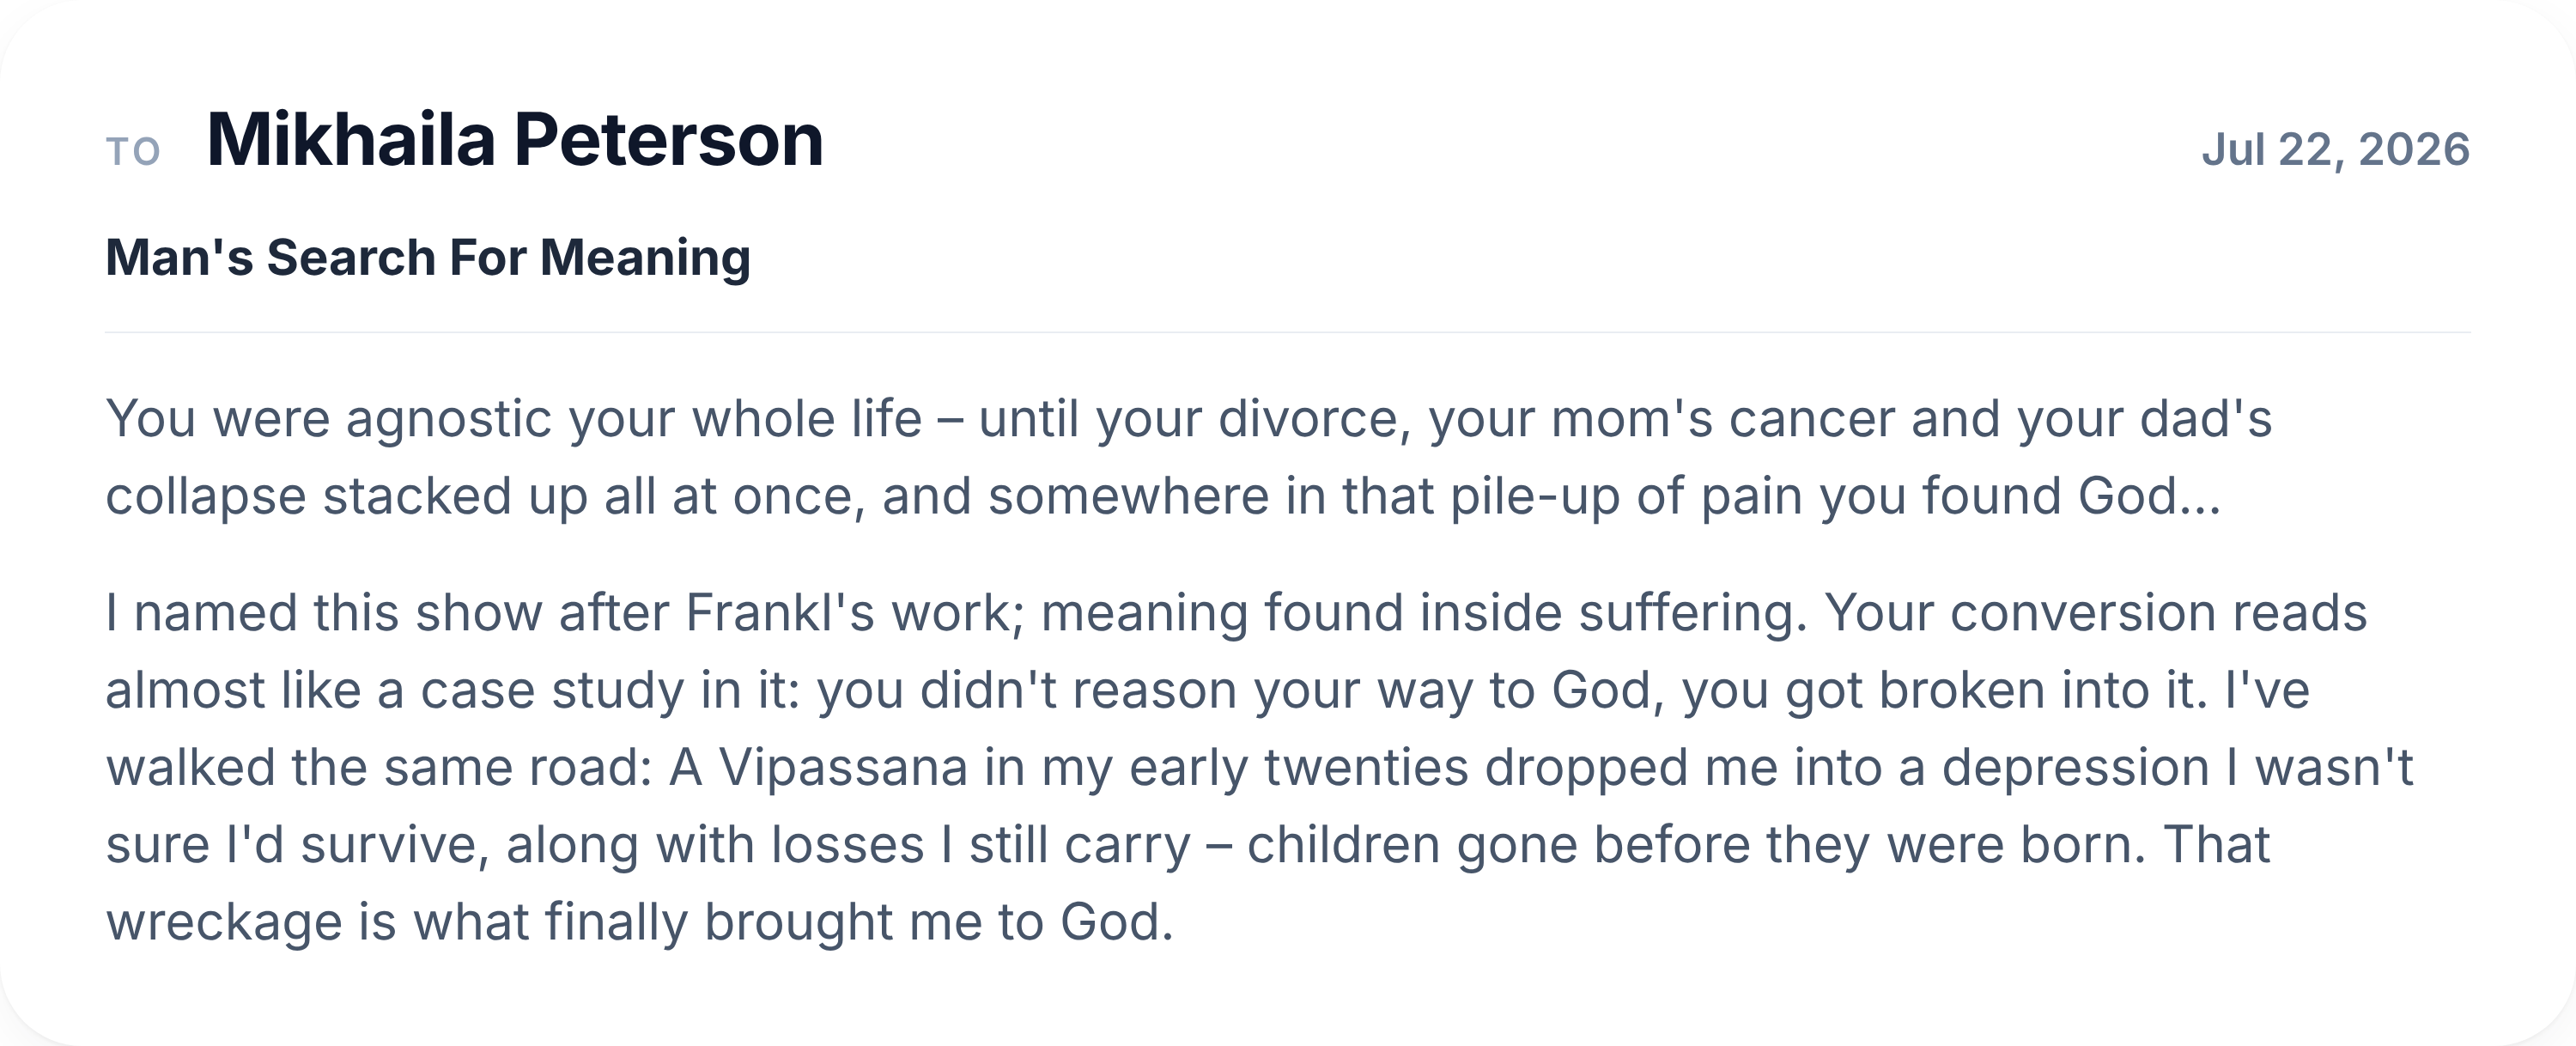 TO Mikhaila Peterson
Jul 22, 2026
Man's Search For Meaning
You were agnostic your whole life – until your divorce, your mom's cancer and your dad's
collapse stacked up all at once, and somewhere in that pile-up of pain you found God...
I named this show after Frankl's work; meaning found inside suffering. Your conversion reads
almost like a case study in it: you didn't reason your way to God, you got broken into it. I've
walked the same road: A Vipassana in my early twenties dropped me into a depression I wasn't
sure I'd survive, along with losses I still carry – children gone before they were born. That
wreckage is what finally brought me to God.